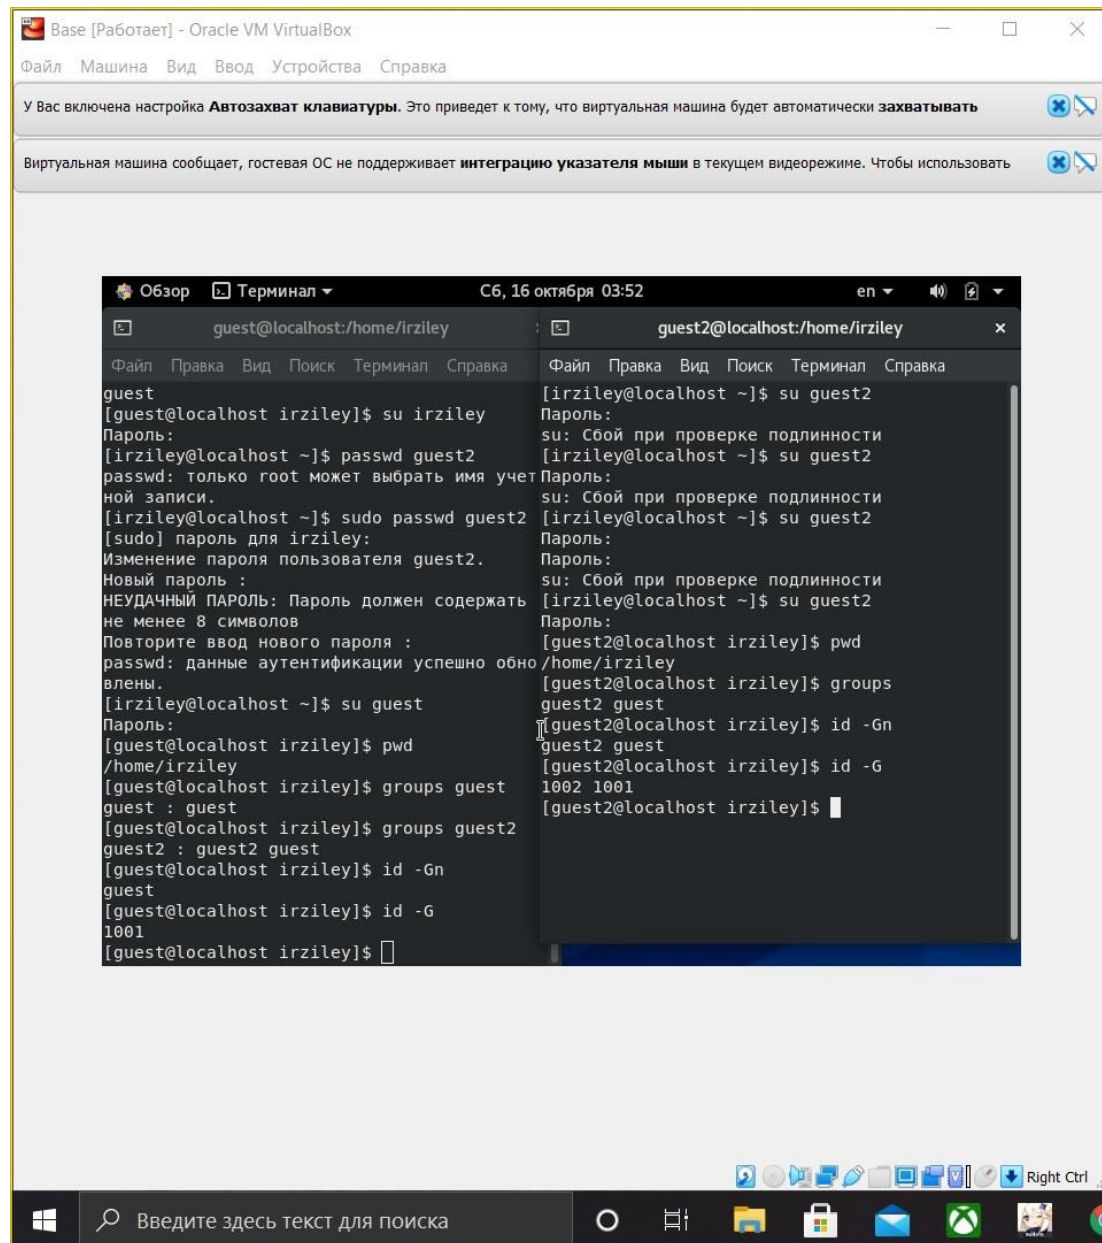 Base [Работает] - Oracle VM VirtualBox
Файл Машина Вид Ввод Устройства Справка
У Вас включена настройка Автозахват клавиатуры. Это приведет к тому, что виртуальная машина будет автоматически захватывать
Виртуальная машина сообщает, гостевая ОС не поддерживает интеграцию указателя мыши в текущем видеорежиме. Чтобы использовать
Обзор Терминал Сб, 16 октября 03:52 en
guest@localhost:/home/irziley
Файл Правка Вид Поиск Терминал Справка
guest
[guest@localhost irziley]$ su irziley
Пароль:
[irziley@localhost ~]$ passwd guest2
passwd: только root может выбрать имя учет
ной записи.
[irziley@localhost ~]$ sudo passwd guest2
[sudo] пароль для irziley:
Изменение пароля пользователя guest2.
Новый пароль :
НЕУДАЧНЫЙ ПАРОЛЬ: Пароль должен содержать
не менее 8 символов
Повторите ввод нового пароля :
passwd: данные аутентификации успешно обно
влены.
[irziley@localhost ~]$ su guest
Пароль:
[guest@localhost irziley]$ pwd
/home/irziley
[guest@localhost irziley]$ groups guest
guest : guest
[guest@localhost irziley]$ groups guest2
guest2 : guest2 guest
[guest@localhost irziley]$ id -Gn
guest
[guest@localhost irziley]$ id -G
1001
[guest@localhost irziley]$
guest2@localhost:/home/irziley
Файл Правка Вид Поиск Терминал Справка
[irziley@localhost ~]$ su guest2
Пароль:
su: Сбой при проверке подлинности
[irziley@localhost ~]$ su guest2
Пароль:
su: Сбой при проверке подлинности
[irziley@localhost ~]$ su guest2
Пароль:
Пароль:
su: Сбой при проверке подлинности
[irziley@localhost ~]$ su guest2
Пароль:
[guest2@localhost irziley]$ pwd
/home/irziley
[guest2@localhost irziley]$ groups
guest2 guest
[guest2@localhost irziley]$ id -Gn
guest2 guest
[guest2@localhost irziley]$ id -G
1002 1001
[guest2@localhost irziley]$
Right Ctrl
Введите здесь текст для поиска